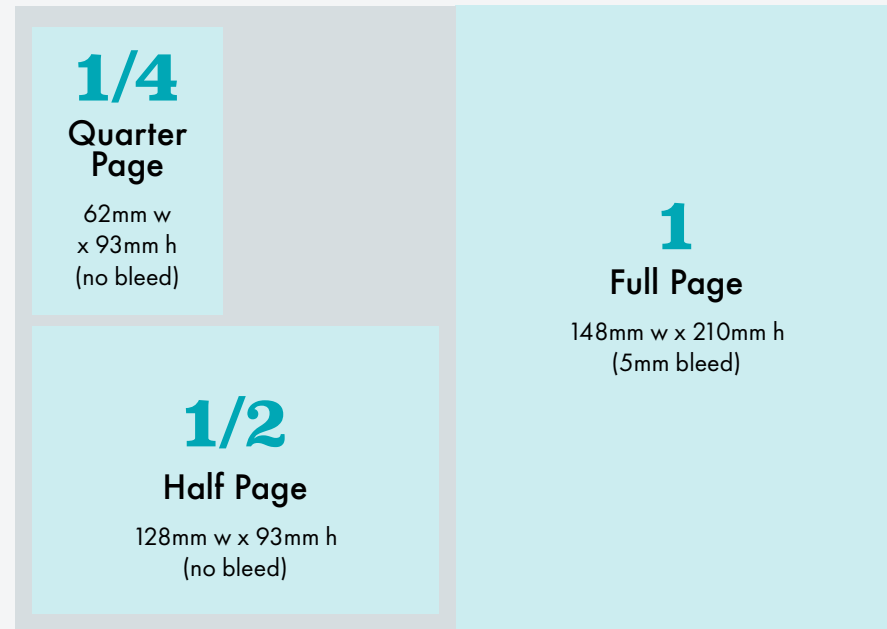 1/4
Quarter
Page
62mm w
x 93mm h
(no bleed)
1/2
Half Page
128mm w x 93mm h
(no bleed)
1
Full Page
148mm w x 210mm h
(5mm bleed)